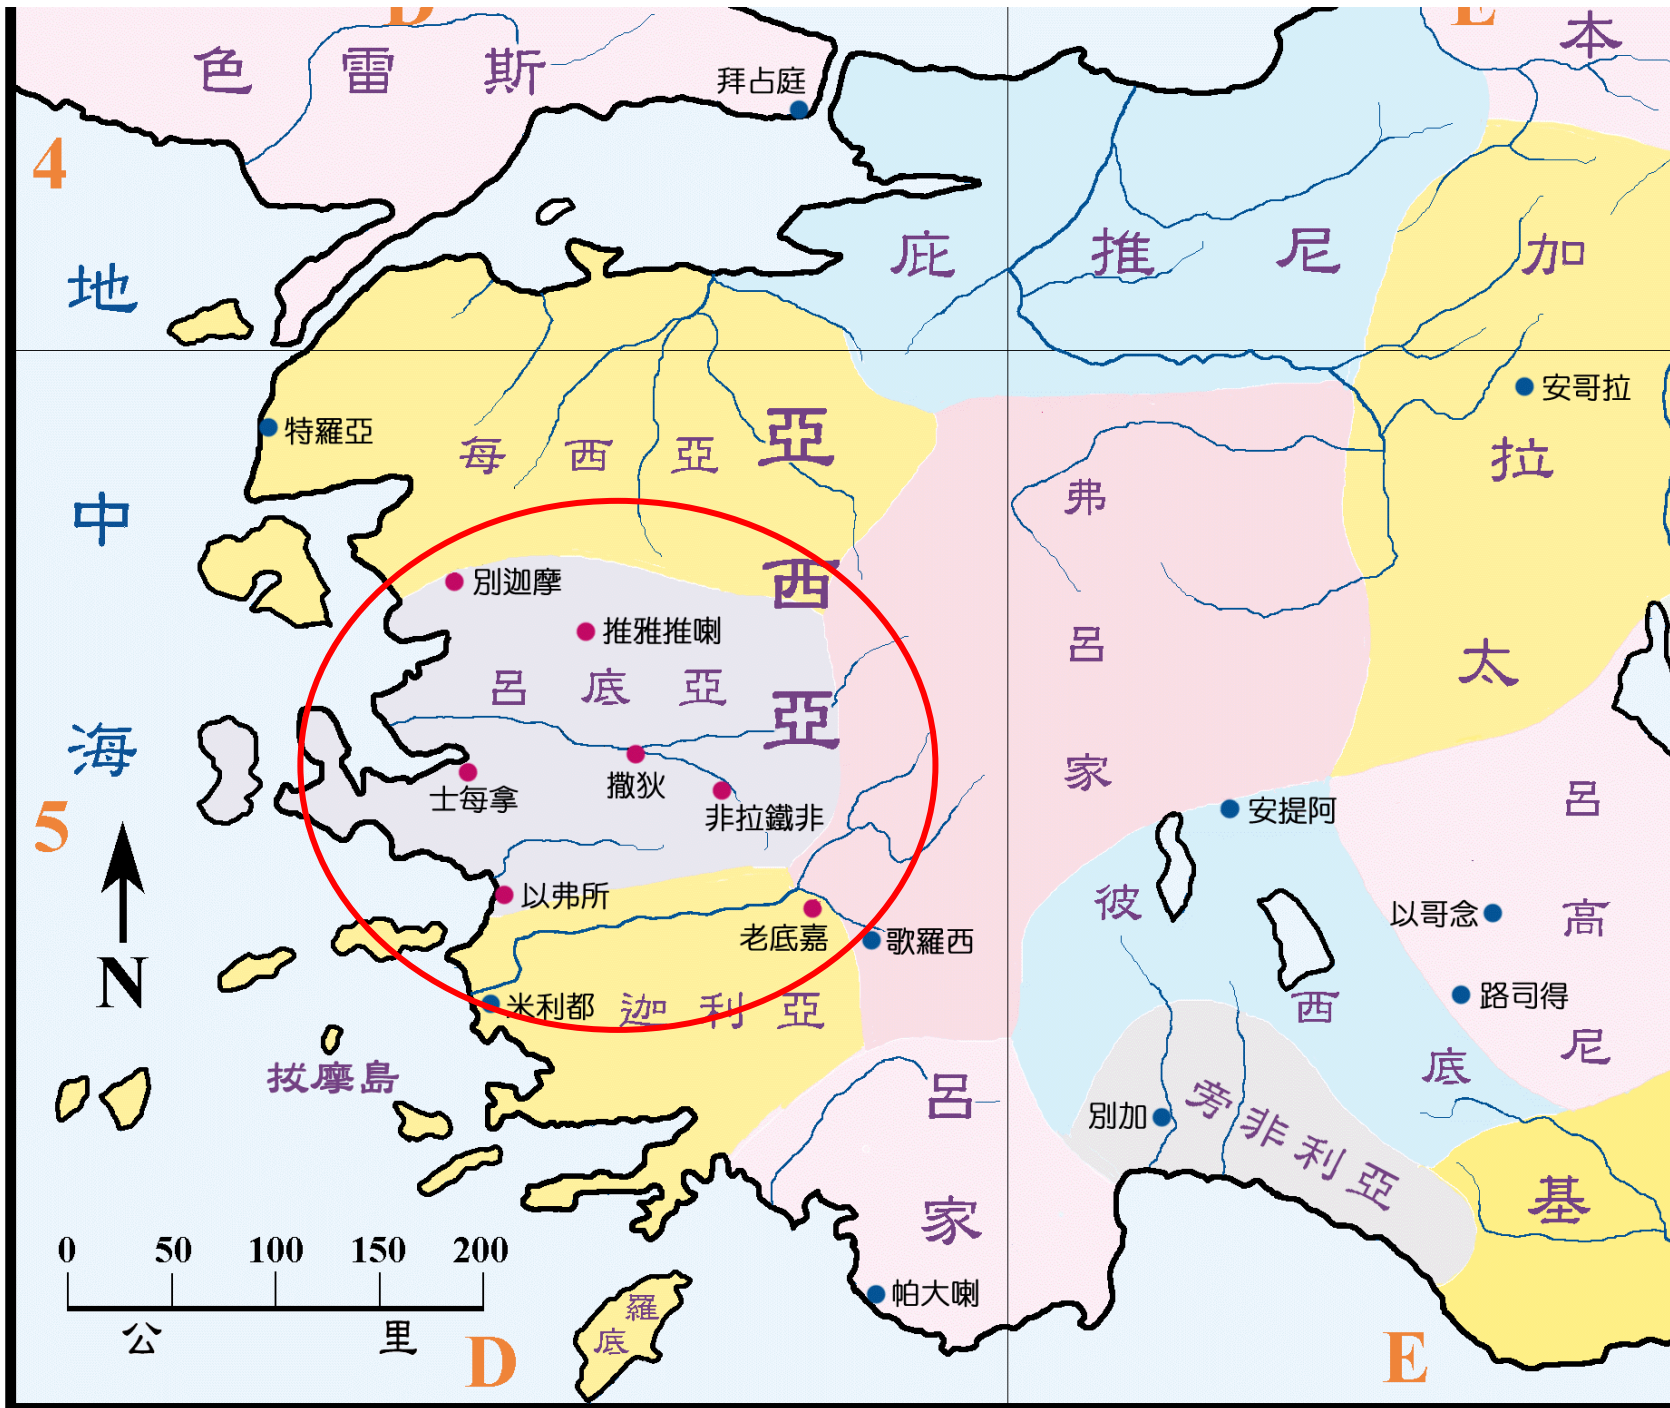 D
E
本
色雷斯
拜占庭
4
地
庇推尼
加
特羅亞
每西亞
亞
安哥拉
拉
弗
中
別迦摩
西
推雅推喇
呂
太
呂底亞
亞
海
士每拿
撒狄
非拉鐵非
家
安提阿
呂
5
以弗所
彼
以哥念
高
老底嘉
歌羅西
N
米利都
迦利亞
西
路司得
拔摩島
底
尼
呂
別加
旁非利亞
家
基
0 50 100 150 200
公里
帕大喇
羅
底
D
E